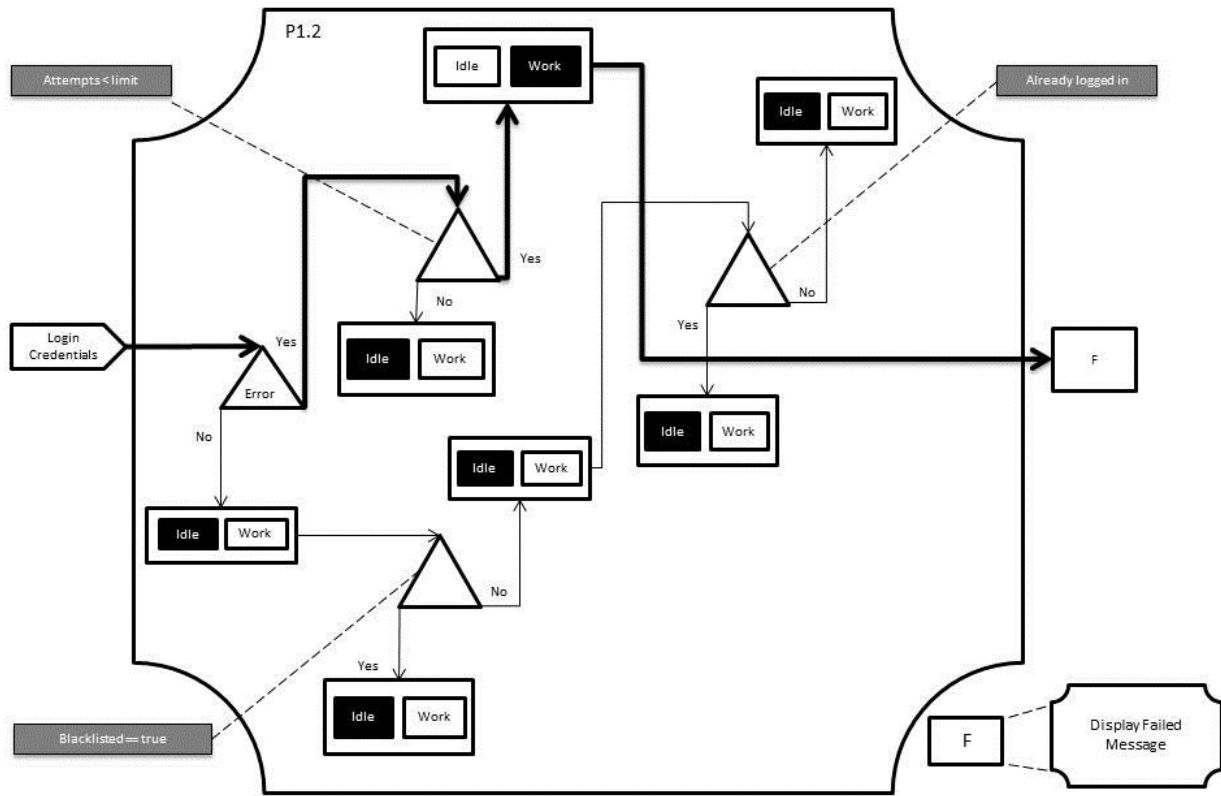 P1.2
Idle
Work
Attempts < limit
Already logged in
Idle
Work
Yes
No
No
Login
Credentials
Yes
Yes
Idle
Work
F
Error
Idle
Work
No
Idle
Work
Idle
Work
No
Yes
Idle
Work
Blacklisted == true
F
Display Failed
Message